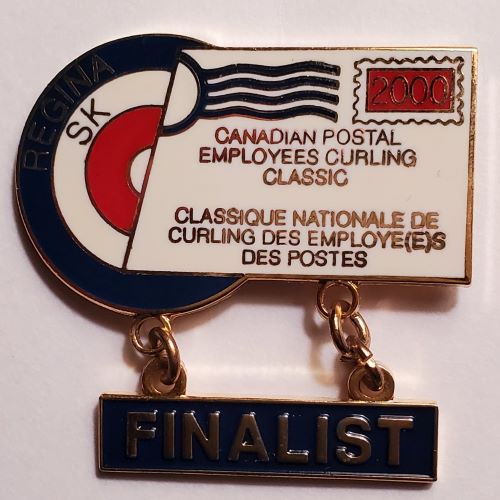 REGINA
SK
2000
CANADIAN POSTAL
EMPLOYEES CURLING
CLASSIC
CLASSIQUE NATIONALE DE
CURLING DES EMPLOYE(E)S
DES POSTES
FINALIST